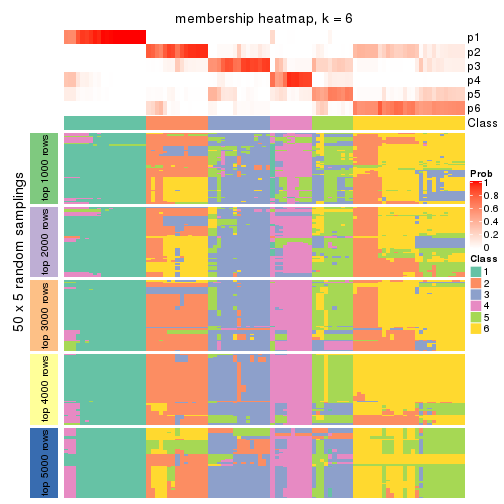 membership heatmap, k = 6
p1
p2
p3
p4
p5
p6
Class
50 x 5 random samplings
top 1000 rows
top 2000 rows
top 3000 rows
top 4000 rows
top 5000 rows
Prob
1
0.8
0.6
0.4
0.2
0
Class
1
2
3
4
5
6